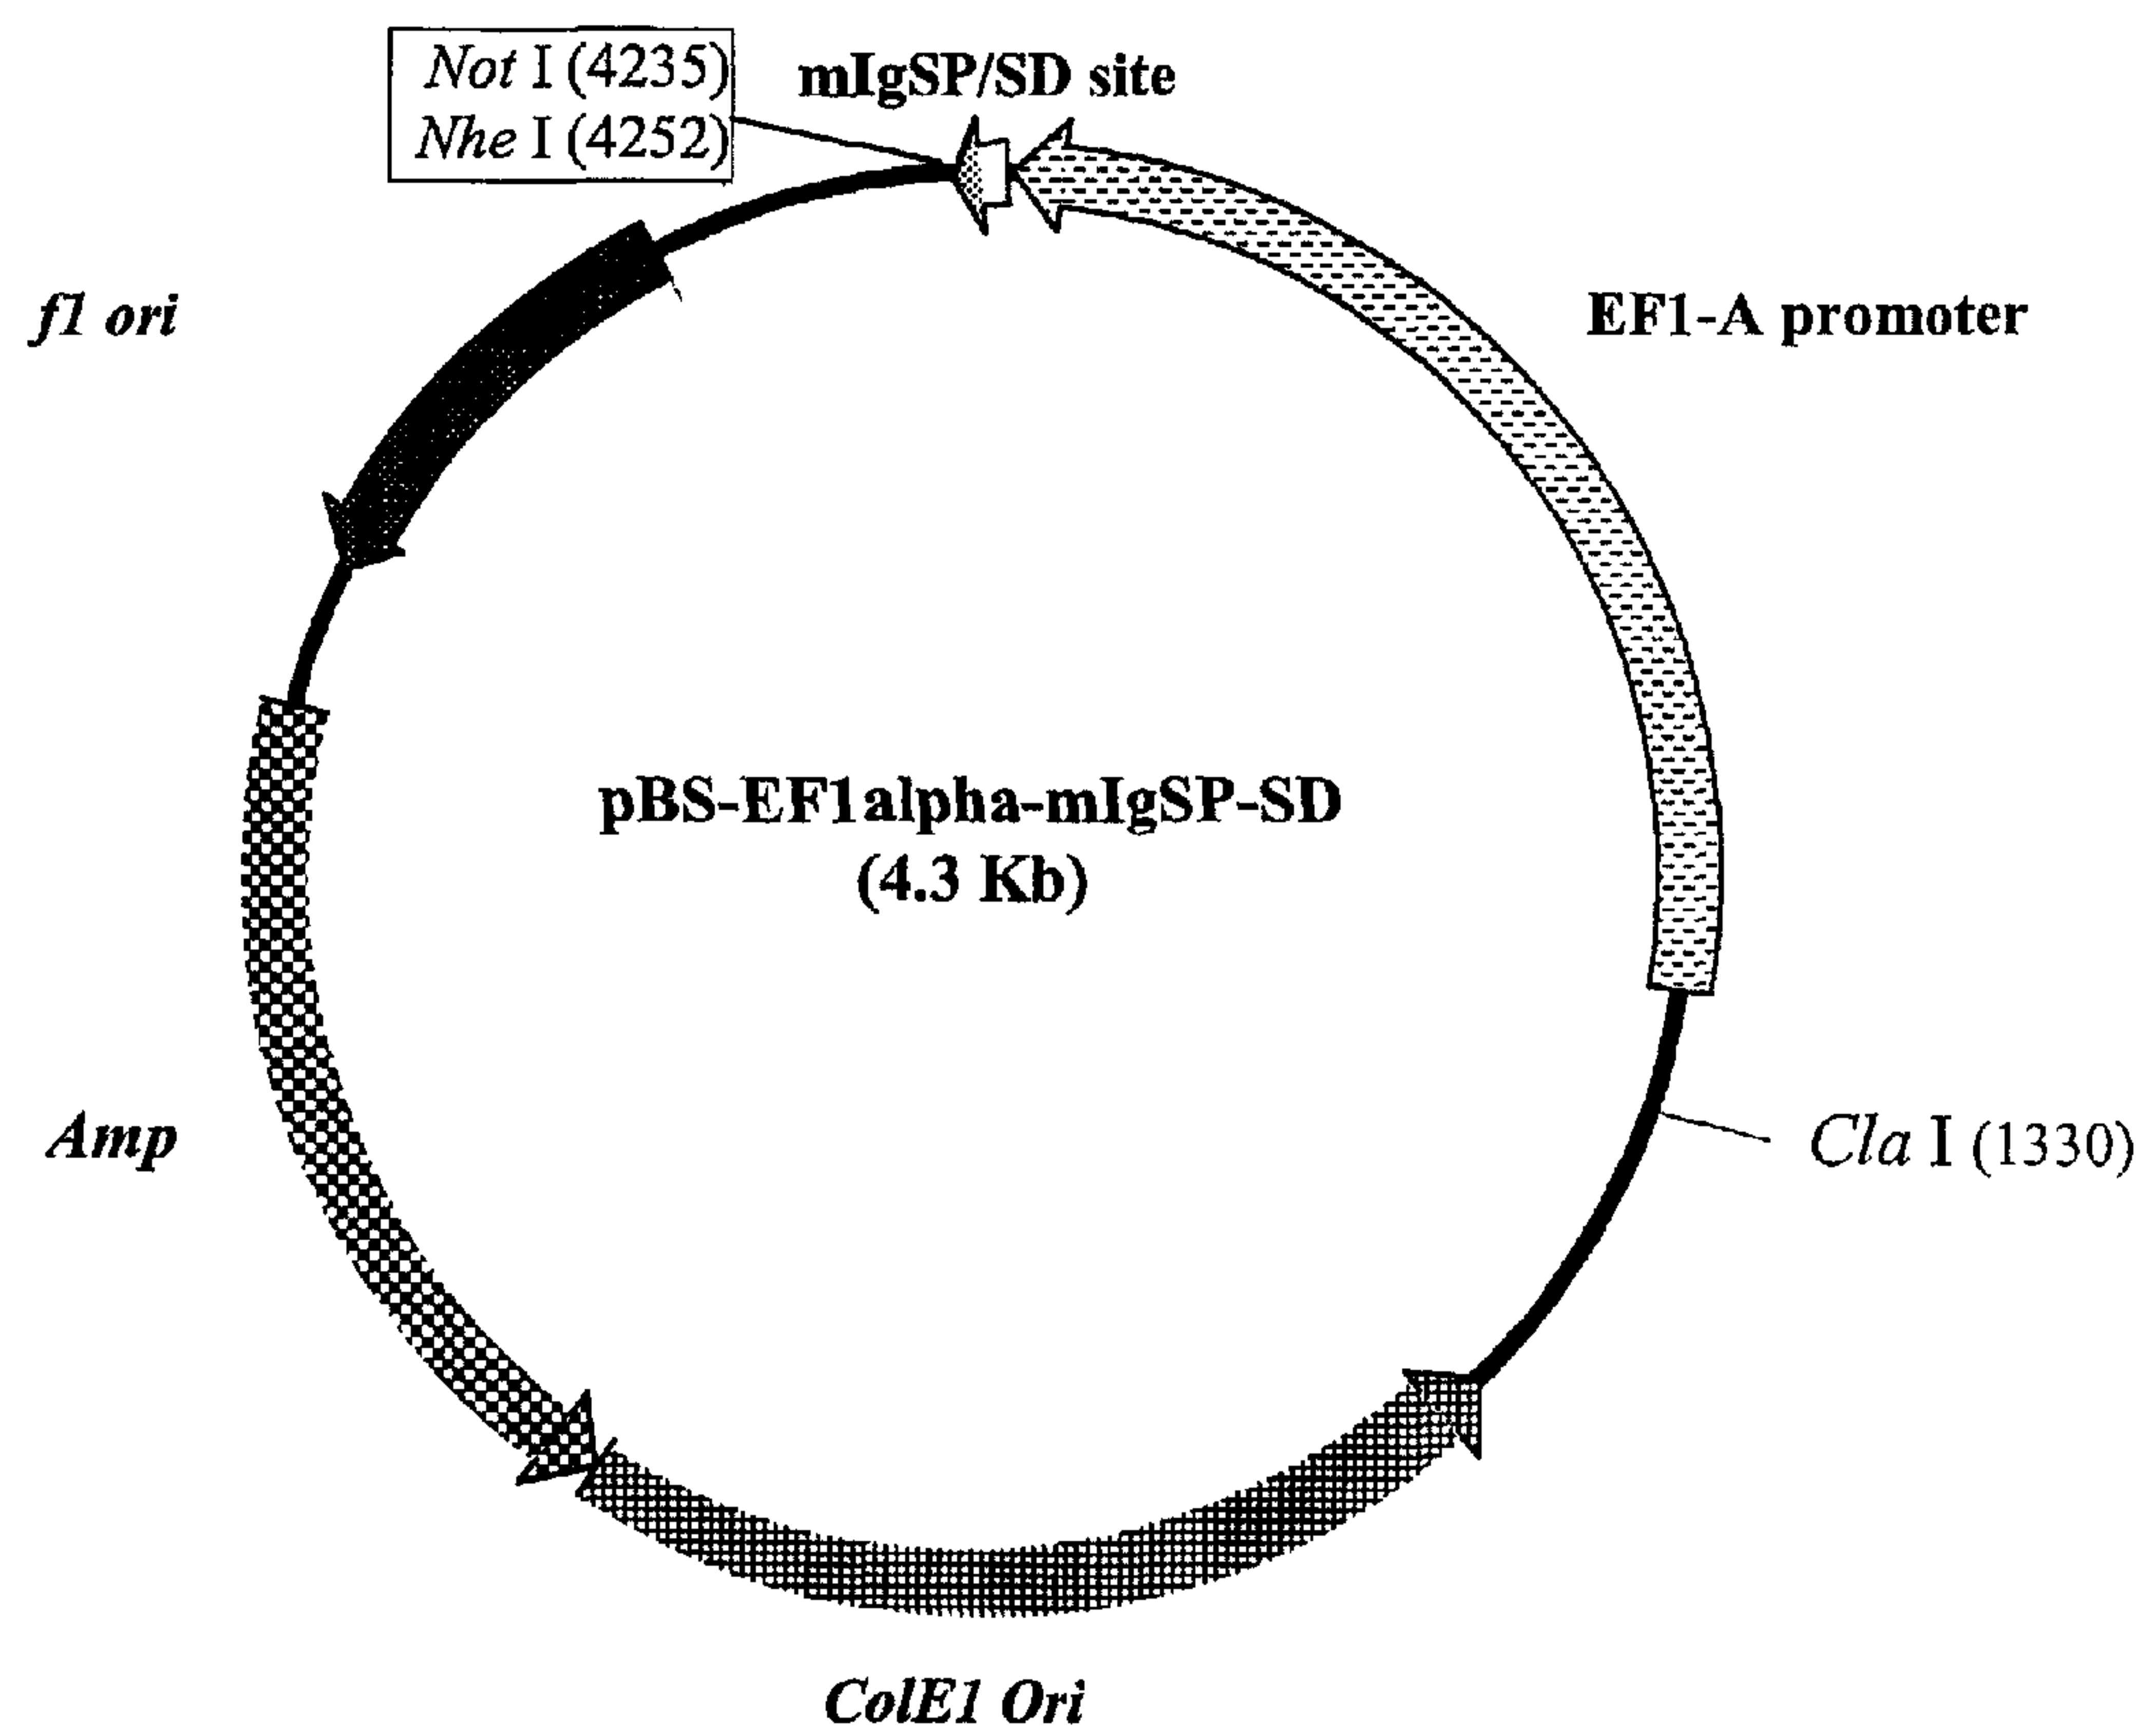 Not I (4235)
Nhe I (4252)
mIgSP/SD site
f1 ori
EF1-A promoter
pBS-EF1alpha-mIgSP-SD
(4.3 Kb)
Amp
Cla I (1330)
ColE1 Ori